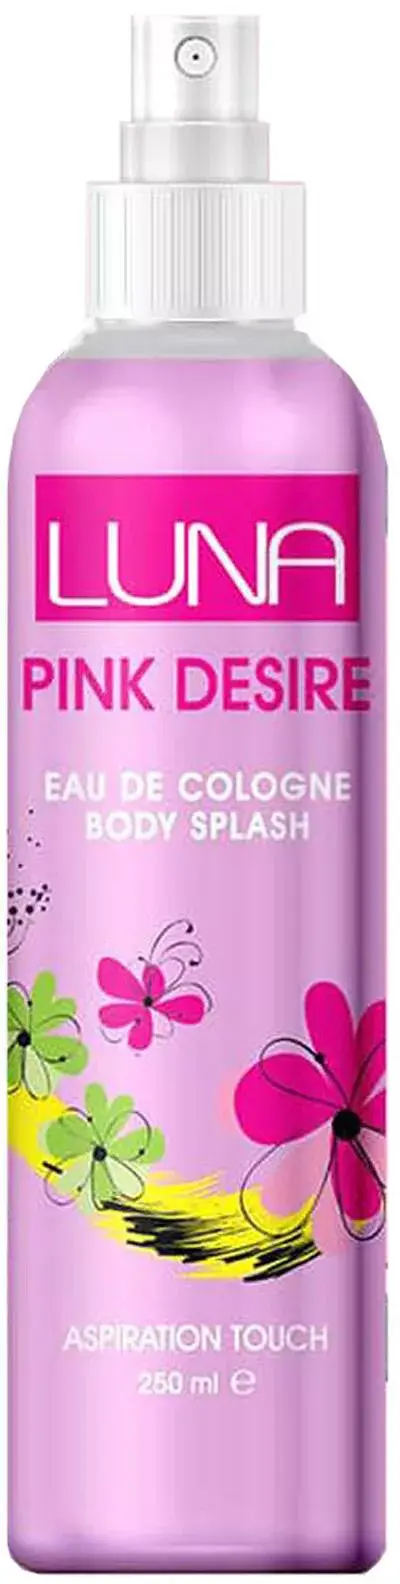 LUNA
PINK DESIRE
EAU DE COLOGNE
BODY SPLASH
ASPIRATION TOUCH
250 ml ℮